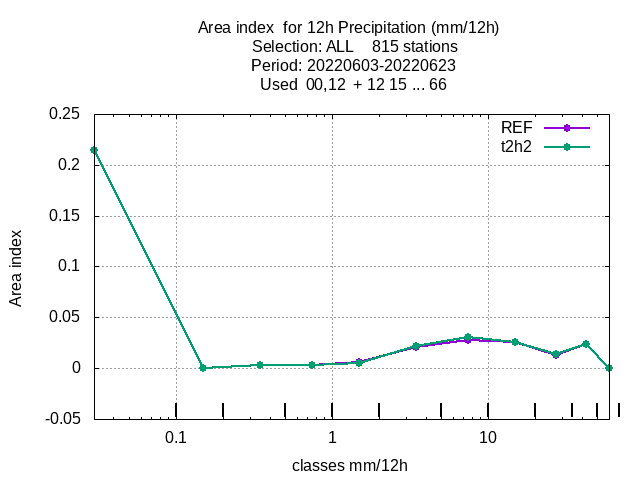 Area index  for 12h Precipitation (mm/12h)
Selection: ALL    815 stations
Period: 20220603-20220623
Used  00,12  + 12 15 ... 66
0.25
REF
t2h2
0.2
0.15
0.1
0.05
0
-0.05
Area index
0.1
1
10
classes mm/12h